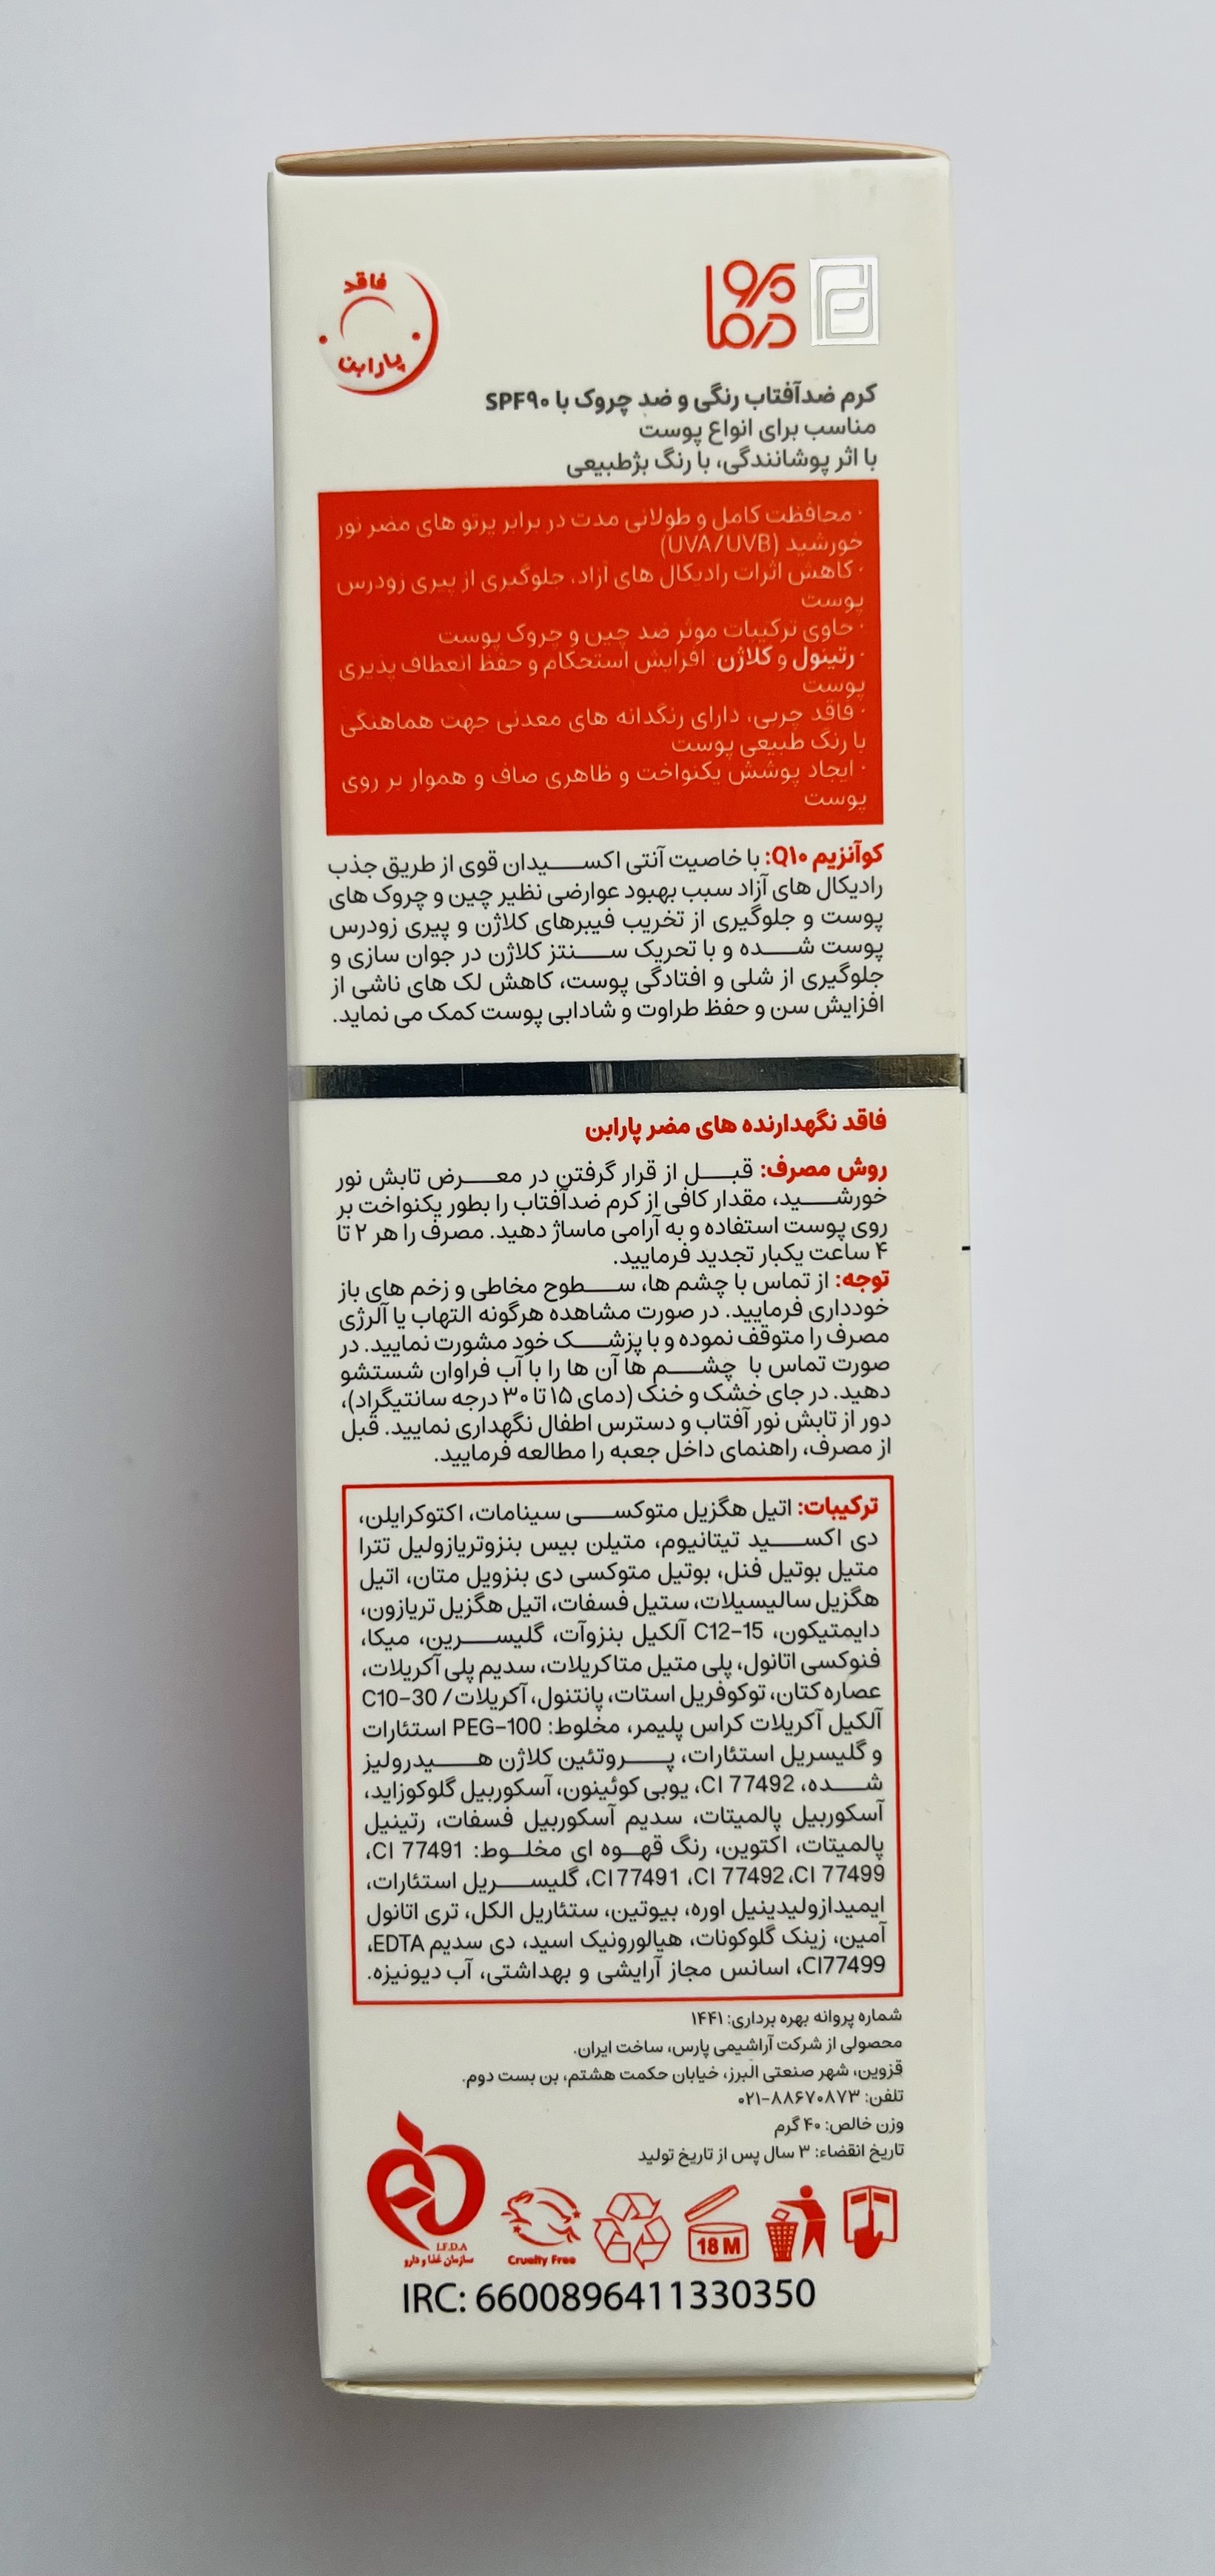 فاقد
پارابن
درما
کرم ضدآفتاب رنگی و ضد چروک با SPF۹۰
مناسب برای انواع پوست
با اثر پوشانندگی، با رنگ بژطبیعی
· محافظت کامل و طولانی مدت در برابر پرتو های مضر نور
خورشید (UVA/UVB)
· کاهش اثرات رادیکال های آزاد، جلوگیری از پیری زودرس
پوست
· حاوی ترکیبات موثر ضد چین و چروک پوست
· رتینول و کلاژن: افزایش استحکام و حفظ انعطاف پذیری
پوست
· فاقد چربی، دارای رنگدانه های معدنی جهت هماهنگی
با رنگ طبیعی پوست
· ایجاد پوشش یکنواخت و ظاهری صاف و هموار بر روی
پوست
کوآنزیم Q۱۰: با خاصیت آنتی اکسیدان قوی از طریق جذب
رادیکال های آزاد سبب بهبود عوارضی نظیر چین و چروک های
پوست و جلوگیری از تخریب فیبرهای کلاژن و پیری زودرس
پوست شده و با تحریک سنتز کلاژن در جوان سازی و
جلوگیری از شلی و افتادگی پوست، کاهش لک های ناشی از
افزایش سن و حفظ طراوت و شادابی پوست کمک می نماید.
فاقد نگهدارنده های مضر پارابن
روش مصرف: قبل از قرار گرفتن در معرض تابش نور
خورشید، مقدار کافی از کرم ضدآفتاب را بطور یکنواخت بر
روی پوست استفاده و به آرامی ماساژ دهید. مصرف را هر ۲ تا
۴ ساعت یکبار تجدید فرمایید.
توجه: از تماس با چشم ها، سطوح مخاطی و زخم های باز
خودداری فرمایید. در صورت مشاهده هرگونه التهاب یا آلرژی
مصرف را متوقف نموده و با پزشک خود مشورت نمایید. در
صورت تماس با چشم ها آن ها را با آب فراوان شستشو
دهید. در جای خشک و خنک (دمای ۱۵ تا ۳۰ درجه سانتیگراد)،
دور از تابش نور آفتاب و دسترس اطفال نگهداری نمایید. قبل
از مصرف، راهنمای داخل جعبه را مطالعه فرمایید.
ترکیبات: اتیل هگزیل متوکسی سینامات، اکتوکرایلن،
دی اکسید تیتانیوم، متیلن بیس بنزوتریازولیل تترا
متیل بوتیل فنل، بوتیل متوکسی دی بنزویل متان، اتیل
هگزیل سالیسیلات، ستیل فسفات، اتیل هگزیل تریازون،
دایمتیکون، C12-15 آلکیل بنزوآت، گلیسرین، میکا،
فنوکسی اتانول، پلی متیل متاکریلات، سدیم پلی آکریلات،
عصاره کتان، توکوفریل استات، پانتنول، آکریلات/ C10-30
آلکیل آکریلات کراس پلیمر، مخلوط: PEG-100 استئارات
و گلیسریل استئارات، پروتئین کلاژن هیدرولیز
شده، CI 77492، یوبی کوئینون، آسکوربیل گلوکوزاید،
آسکوربیل پالمیتات، سدیم آسکوربیل فسفات، رتینیل
پالمیتات، اکتوین، رنگ قهوه ای مخلوط: CI 77491،
CI 77499، CI 77492، CI 77491، گلیسریل استئارات،
ایمیدازولیدینیل اوره، بیوتین، ستئاریل الکل، تری اتانول
آمین، زینک گلوکونات، هیالورونیک اسید، دی سدیم EDTA،
CI77499، اسانس مجاز آرایشی و بهداشتی، آب دیونیزه.
شماره پروانه بهره برداری: ۱۴۴۱
محصولی از شرکت آراشیمی پارس، ساخت ایران.
قزوین، شهر صنعتی البرز، خیابان حکمت هشتم، بن بست دوم.
تلفن: ۸۸۶۷۰۸۷۳-۰۲۱
وزن خالص: ۴۰ گرم
تاریخ انقضاء: ۳ سال پس از تاریخ تولید
18 M
Cruelty Free
I.F.D.A
سازمان غذا و دارو
IRC: 6600896411330350